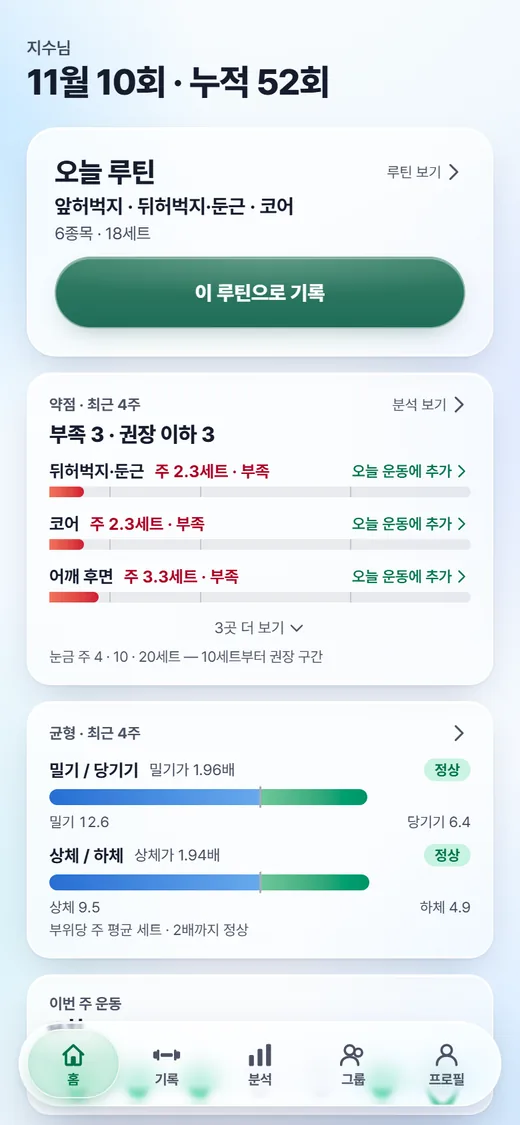 지수님
11월 10회 · 누적 52회
오늘 루틴
루틴 보기
앞허벅지 · 뒤허벅지·둔근 · 코어
6종목 · 18세트
이 루틴으로 기록
약점 · 최근 4주
분석 보기
부족 3 · 권장 이하 3
뒤허벅지·둔근 주 2.3세트 · 부족 오늘 운동에 추가
코어 주 2.3세트 · 부족 오늘 운동에 추가
어깨 후면 주 3.3세트 · 부족 오늘 운동에 추가
3곳 더 보기
눈금 주 4 · 10 · 20세트 — 10세트부터 권장 구간
균형 · 최근 4주
밀기 / 당기기 밀기가 1.96배 정상
밀기 12.6 당기기 6.4
상체 / 하체 상체가 1.94배 정상
상체 9.5 하체 4.9
부위당 주 평균 세트 · 2배까지 정상
이번 주 운동
홈 기록 분석 그룹 프로필